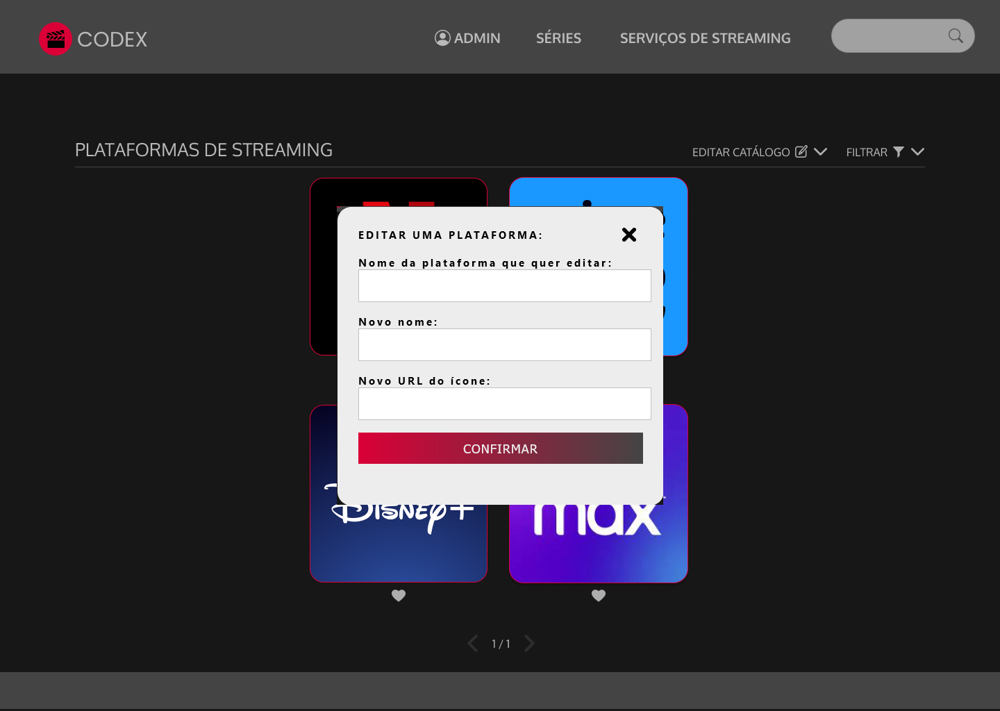 CODEX
ADMIN
SÉRIES
SERVIÇOS DE STREAMING
PLATAFORMAS DE STREAMING
EDITAR CATÁLOGO
FILTRAR
EDITAR UMA PLATAFORMA:
Nome da plataforma que quer editar:
Novo nome:
Novo URL do ícone:
CONFIRMAR
DISNEY+
max
1 / 1